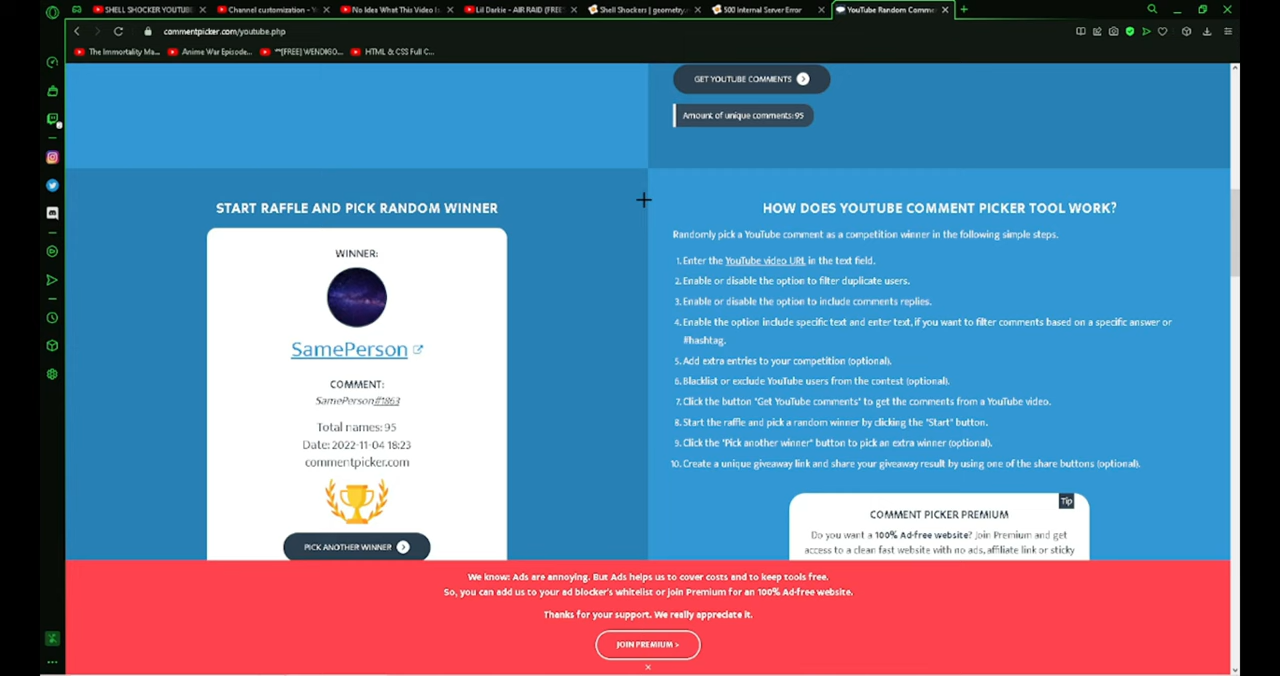 SHELL SHOCKER YOUTUBE
Channel customization - Y
No Idea What This Video I
Lil Darkie - AIR RAID (FREE
Shell Shockers | geometry.
500 Internal Server Error
YouTube Random Comme
commentpicker.com/youtube.php
The Immortality Ma...
Anime War Episode...
**[FREE] WENDIGO...
HTML & CSS Full C...
GET YOUTUBE COMMENTS
Amount of unique comments: 95
START RAFFLE AND PICK RANDOM WINNER
WINNER:
SamePerson
COMMENT:
SamePerson#1863
Total names: 95
Date: 2022-11-04 18:23
commentpicker.com
PICK ANOTHER WINNER
HOW DOES YOUTUBE COMMENT PICKER TOOL WORK?
Randomly pick a YouTube comment as a competition winner in the following simple steps.
1. Enter the YouTube video URL in the text field.
2. Enable or disable the option to filter duplicate users.
3. Enable or disable the option to include comments replies.
4. Enable the option include specific text and enter text, if you want to filter comments based on a specific answer or
#hashtag.
5. Add extra entries to your competition (optional).
6. Blacklist or exclude YouTube users from the contest (optional).
7. Click the button "Get YouTube comments" to get the comments from a YouTube video.
8. Start the raffle and pick a random winner by clicking the "Start" button.
9. Click the "Pick another winner" button to pick an extra winner (optional).
10. Create a unique giveaway link and share your giveaway result by using one of the share buttons (optional).
Tip
COMMENT PICKER PREMIUM
Do you want a 100% Ad-free website? Join Premium and get
access to a clean fast website with no ads, affiliate link or sticky
We know: Ads are annoying. But Ads helps us to cover costs and to keep tools free.
So, you can add us to your ad blocker's whitelist or join Premium for an 100% Ad-free website.
Thanks for your support. We really appreciate it.
JOIN PREMIUM >